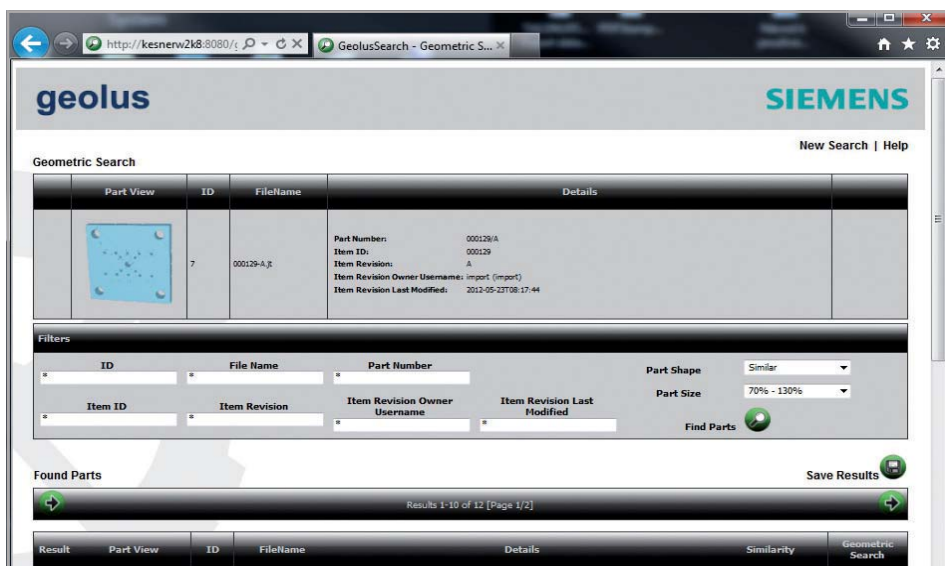 http://kesnerw2k8:8080/g
GeolusSearch - Geometric S...
geolus
SIEMENS
New Search | Help
Geometric Search
Part View ID FileName Details
7 000129-A.jt
Part Number: 000129/A
Item ID: 000129
Item Revision: A
Item Revision Owner Username: import (import)
Item Revision Last Modified: 2012-05-23T08:17:44
Filters
ID File Name Part Number
* * *
Part Shape Similar
Part Size 70% - 130%
Item ID Item Revision Item Revision Owner Username Item Revision Last Modified
* * * *
Find Parts
Found Parts
Save Results
Results 1-10 of 12 [Page 1/2]
Result Part View ID FileName Details Similarity Geometric Search